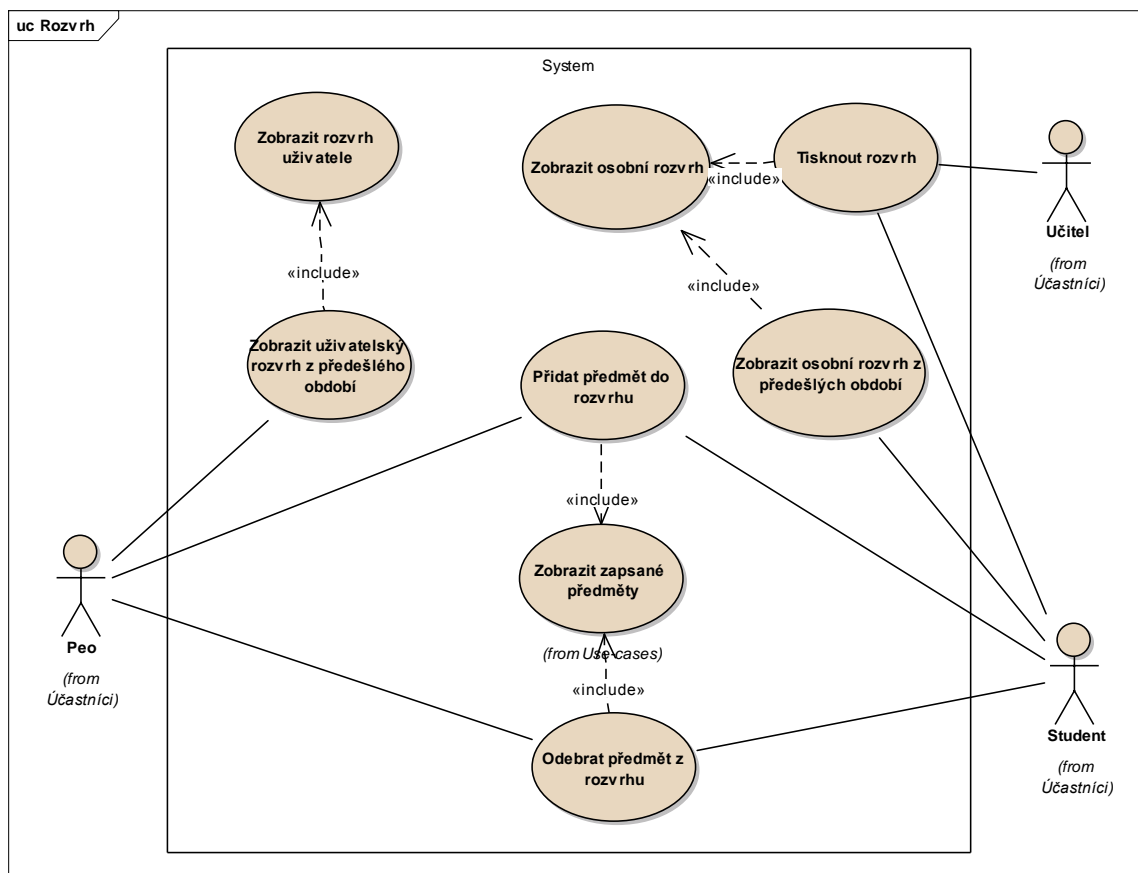 uc Rozvrh
System
Zobrazit rozvrh
uživatele
Zobrazit osobní rozvrh
«include»
Tisknout rozvrh
Učitel
(from
Účastníci)
«include»
«include»
Zobrazit uživatelský
rozvrh z předešlého
období
Přidat předmět do
rozvrhu
Zobrazit osobní rozvrh z
předešlých období
«include»
Zobrazit zapsané
předměty
(from Use-cases)
«include»
Peo
(from
Účastníci)
Odebrat předmět z
rozvrhu
Student
(from
Účastníci)